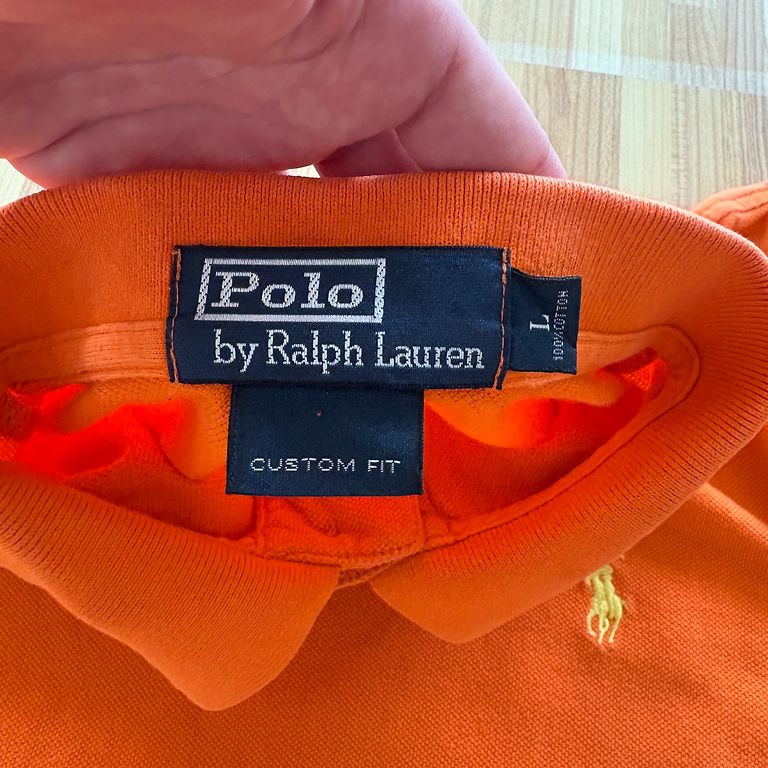 Polo
by Ralph Lauren
L
100% COTTON
CUSTOM FIT